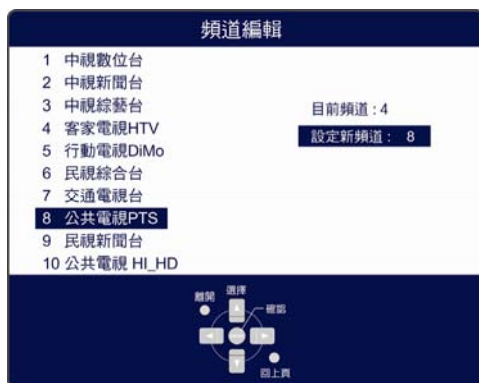 頻道編輯
1 中視數位台
2 中視新聞台
3 中視綜藝台
4 客家電視HTV
5 行動電視DiMo
6 民視綜合台
7 交通電視台
8 公共電視PTS
9 民視新聞台
10 公共電視 HI_HD
目前頻道 : 4
設定新頻道 : 8
離開
選擇
確認
回上頁